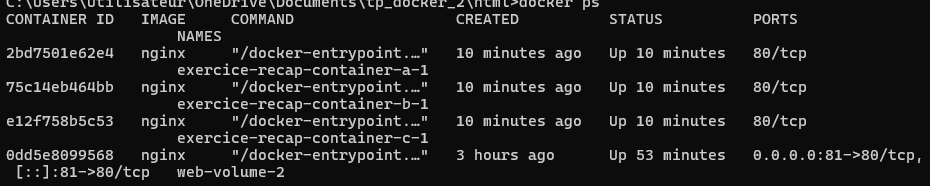 C:\Users\Utilisateur\OneDrive\Documents\tp_docker_2\html>docker ps
CONTAINER ID   IMAGE     COMMAND                  CREATED          STATUS          PORTS
                   NAMES
2bd7501e62e4   nginx     "/docker-entrypoint.…"   10 minutes ago   Up 10 minutes   80/tcp
                   exercice-recap-container-a-1
75c14eb464bb   nginx     "/docker-entrypoint.…"   10 minutes ago   Up 10 minutes   80/tcp
                   exercice-recap-container-b-1
e12f758b5c53   nginx     "/docker-entrypoint.…"   10 minutes ago   Up 10 minutes   80/tcp
                   exercice-recap-container-c-1
0dd5e8099568   nginx     "/docker-entrypoint.…"   3 hours ago      Up 53 minutes   0.0.0.0:81->80/tcp,
 [::]:81->80/tcp   web-volume-2